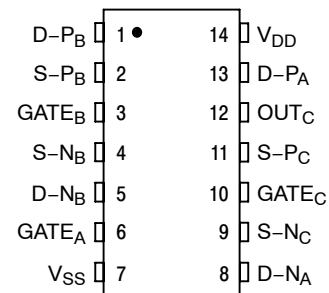 D-P_B 1 14 V_DD
S-P_B 2 13 D-P_A
GATE_B 3 12 OUT_C
S-N_B 4 11 S-P_C
D-N_B 5 10 GATE_C
GATE_A 6 9 S-N_C
V_SS 7 8 D-N_A